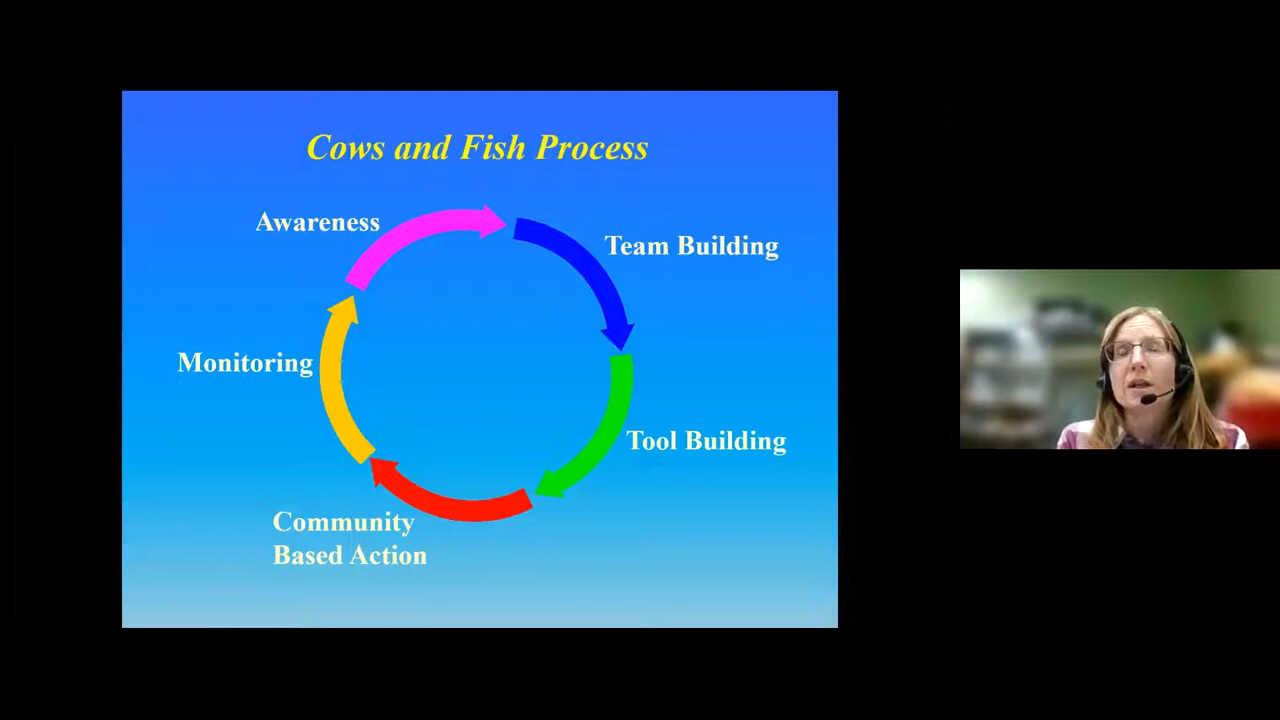 Cows and Fish Process
Awareness
Team Building
Monitoring
Tool Building
Community
Based Action